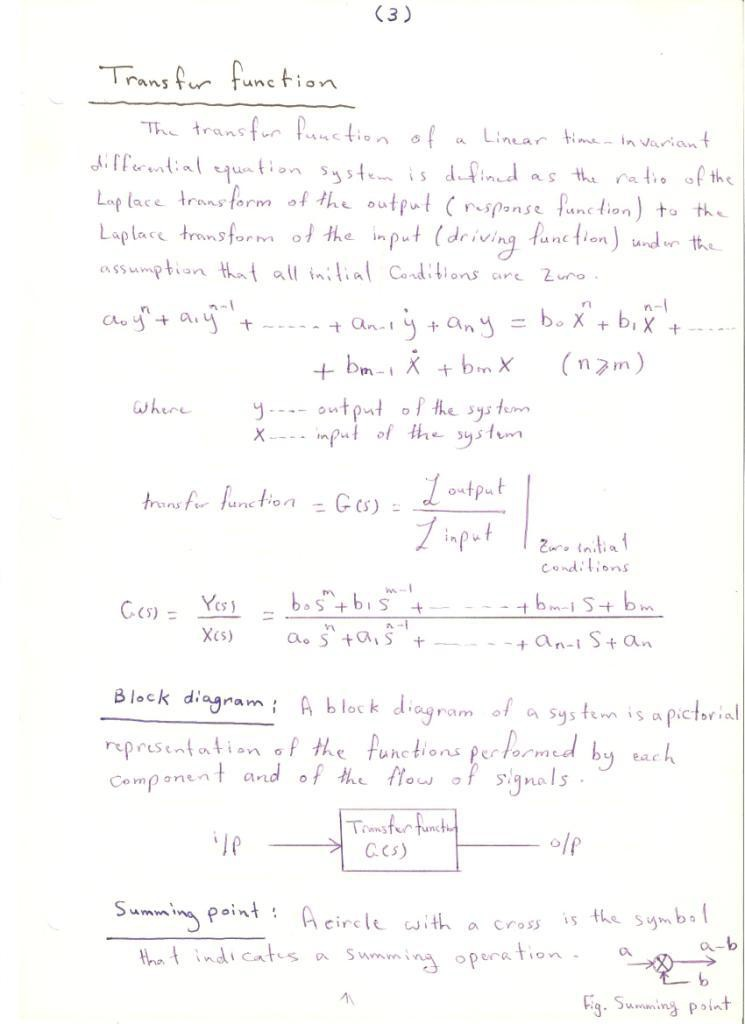 (3)
Transfer function
The transfer function of a Linear time-invariant
differential equation system is defined as the ratio of the
Laplace transform of the output (response function) to the
Laplace transform of the input (driving function) under the
assumption that all initial Conditions are Zero.
a₀yⁿ + a₁yⁿ⁻¹ + ...... + aₙ₋₁ẏ + aₙy = b₀xⁿ + b₁xⁿ⁻¹ + ......
+ bₘ₋₁ẋ + bₘx (n ⩾ m)
where y---- output of the system
x---- input of the system
transfer function = G(s) = ℒ output / ℒ input | Zero initial
conditions
G(s) = Y(s)/X(s) = (b₀sᵐ + b₁sᵐ⁻¹ + ------ + bₘ₋₁s + bₘ) / (a₀sⁿ + a₁sⁿ⁻¹ + ------ + aₙ₋₁s + aₙ)
Block diagram: A block diagram of a system is a pictorial
representation of the functions performed by each
component and of the flow of signals.
i/p Transfer function o/p
G(s)
Summing point: A circle with a cross is the symbol
that indicates a summing operation. a a-b
b
Fig. Summing point